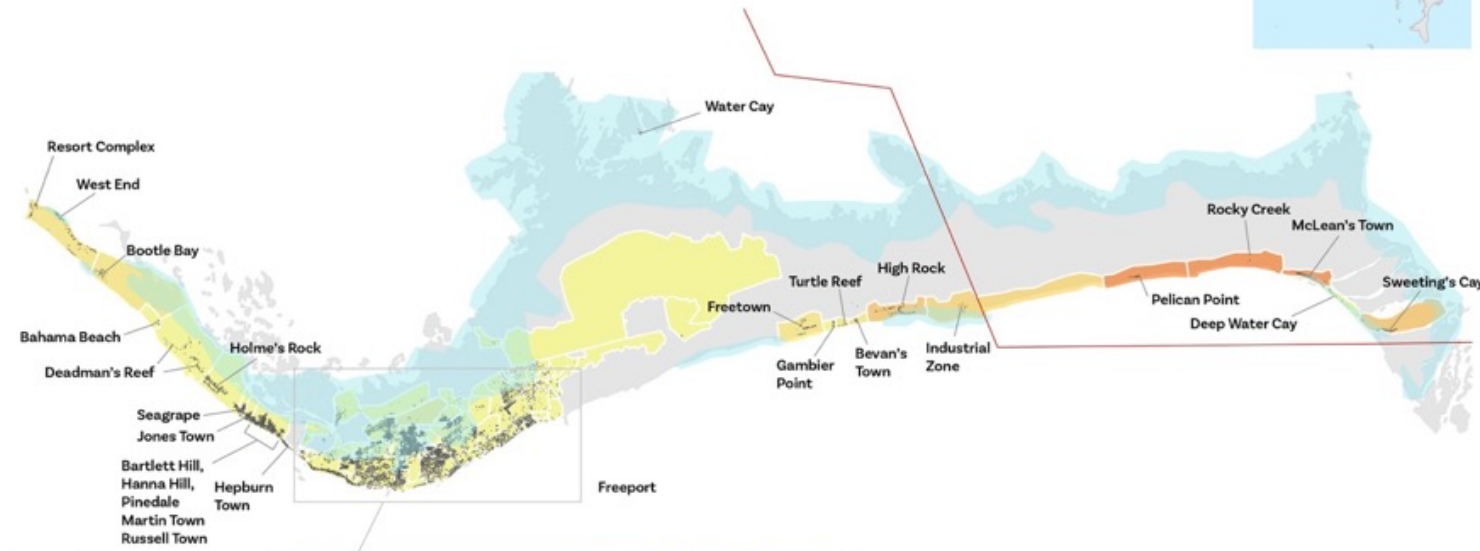 Water Cay
Resort Complex
West End
Rocky Creek
McLean's Town
Bootle Bay
High Rock
Turtle Reef
Sweeting's Cay
Pelican Point
Freetown
Deep Water Cay
Bahama Beach
Holme's Rock
Gambier
Point
Bevan's
Town
Industrial
Zone
Deadman's Reef
Seagrape
Jones Town
Bartlett Hill,
Hanna Hill,
Pinedale
Martin Town
Russell Town
Hepburn
Town
Freeport